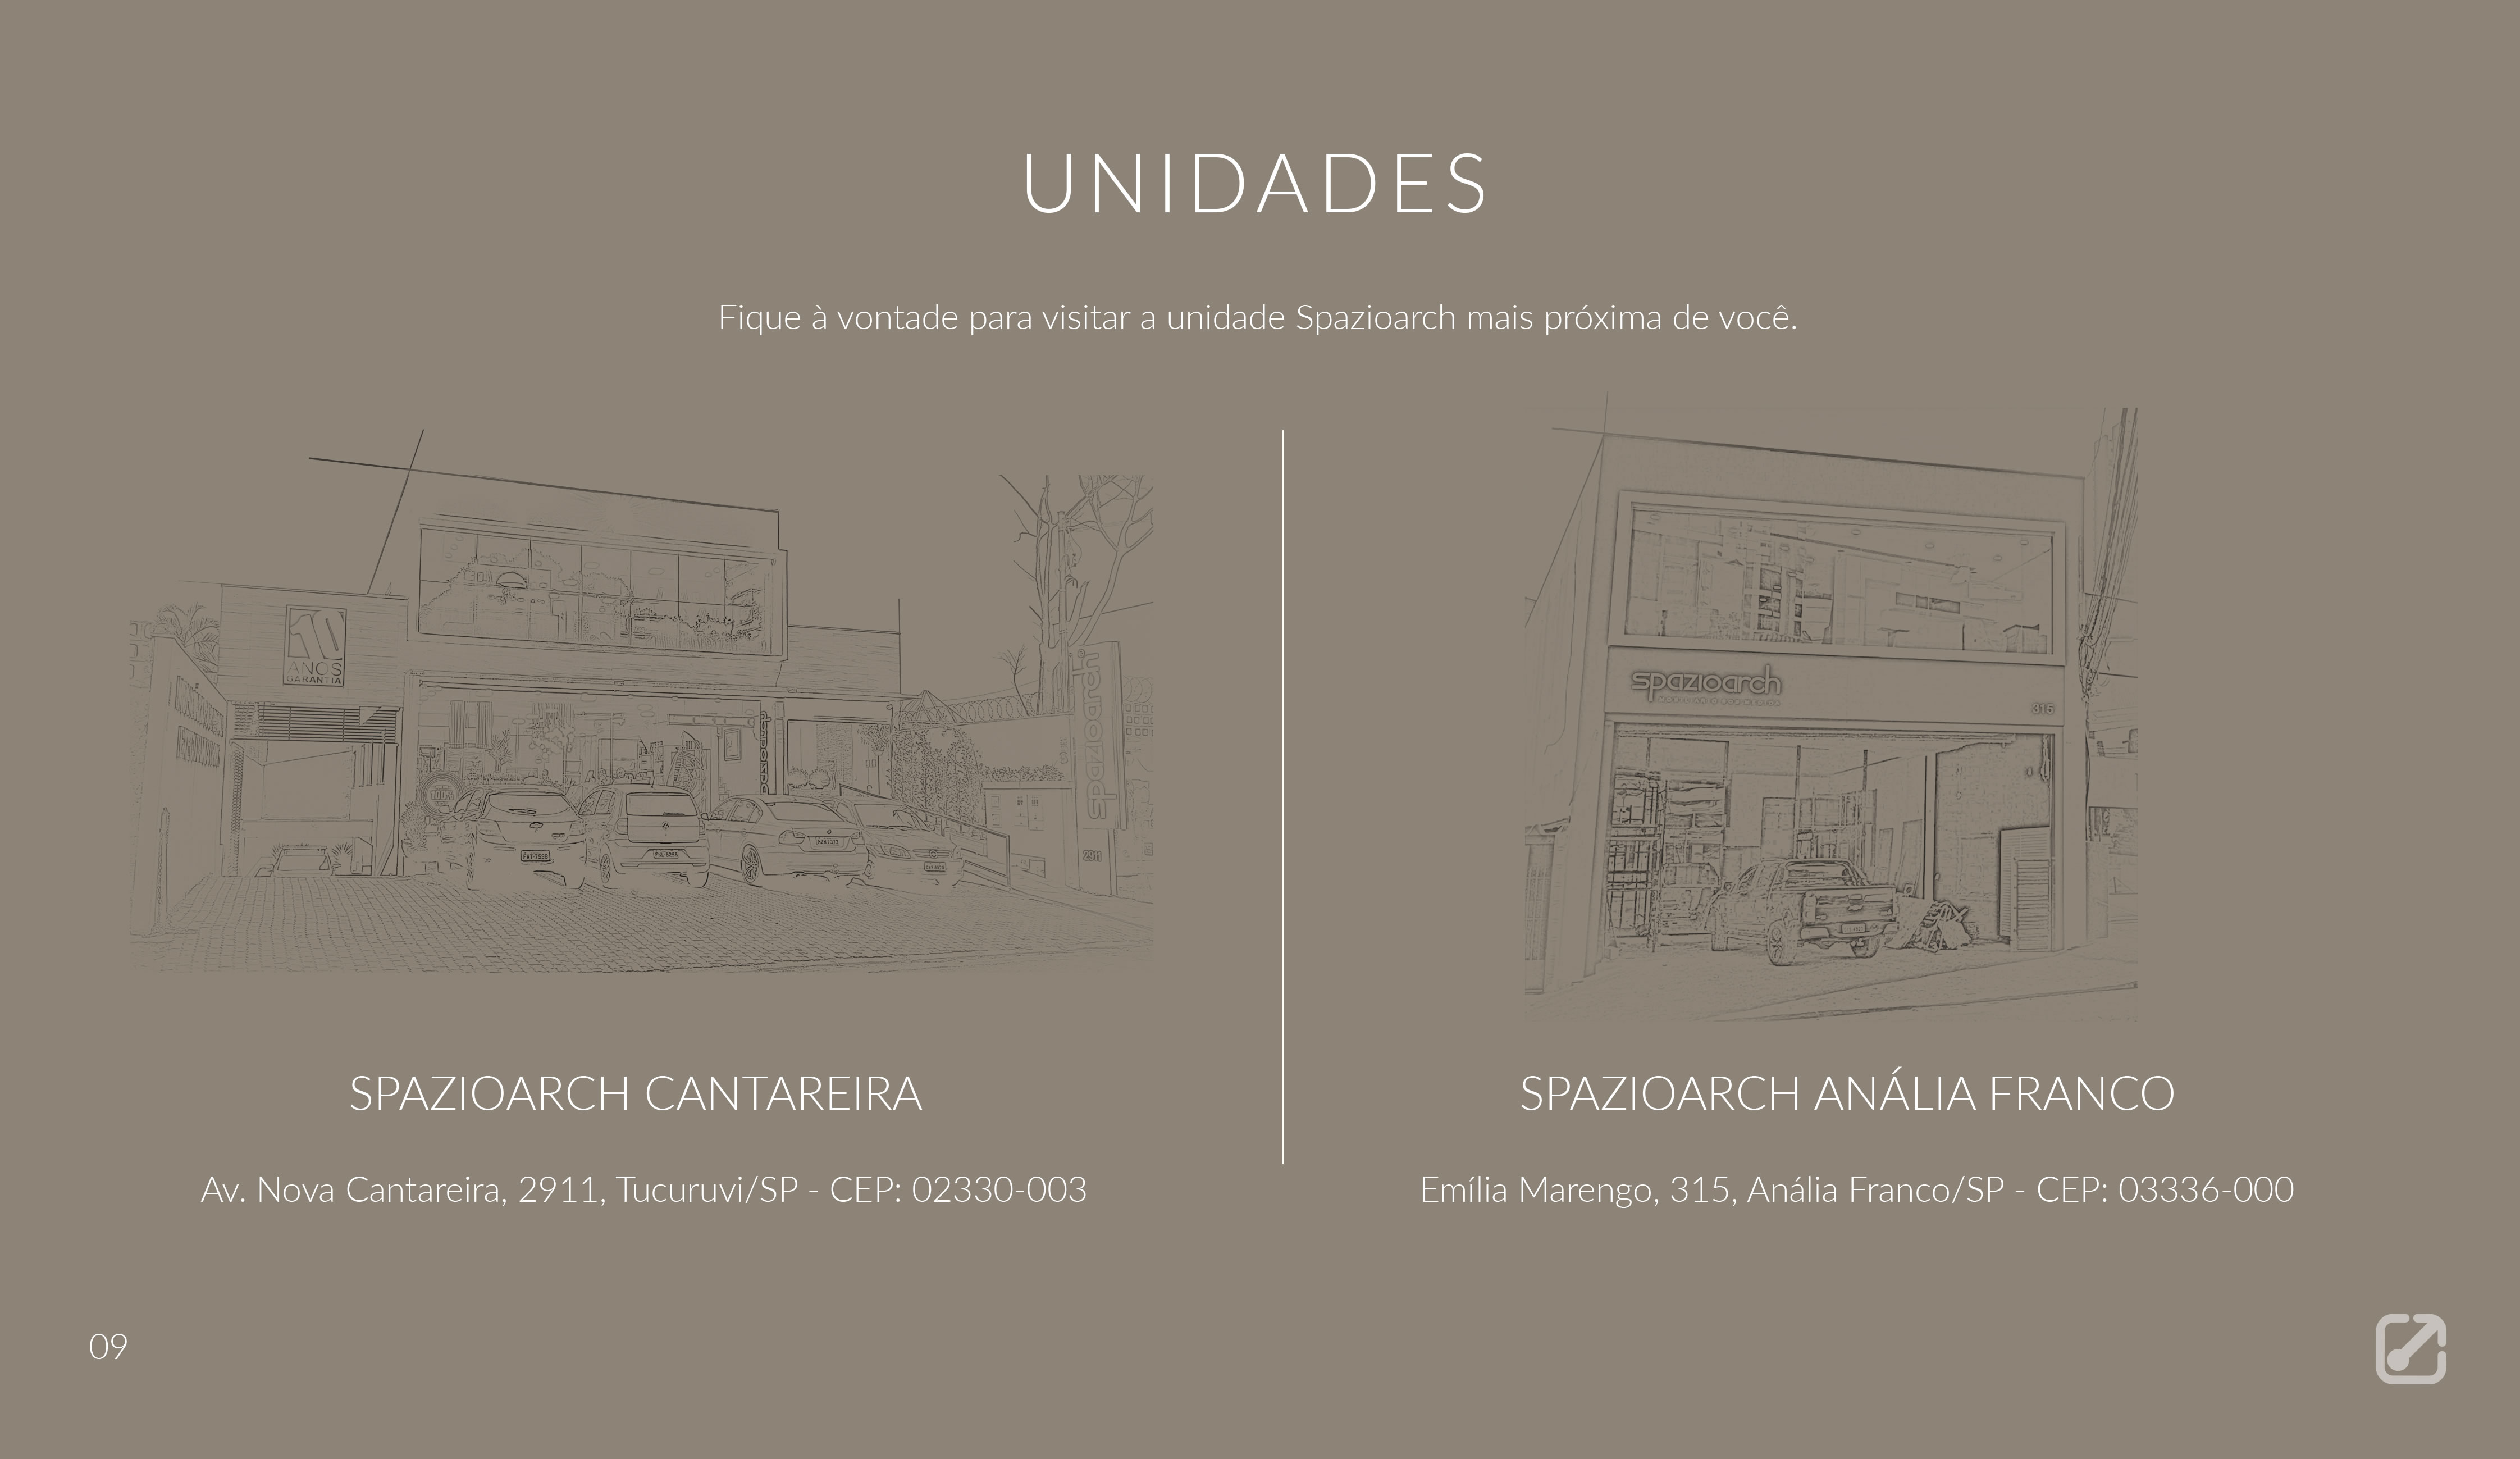 UNIDADES
Fique à vontade para visitar a unidade Spazioarch mais próxima de você.
10
ANOS
GARANTIA
100%
spazioarch
2911
spazioarch
315
SPAZIOARCH CANTAREIRA
Av. Nova Cantareira, 2911, Tucuruvi/SP - CEP: 02330-003
SPAZIOARCH ANÁLIA FRANCO
Emília Marengo, 315, Anália Franco/SP - CEP: 03336-000
09